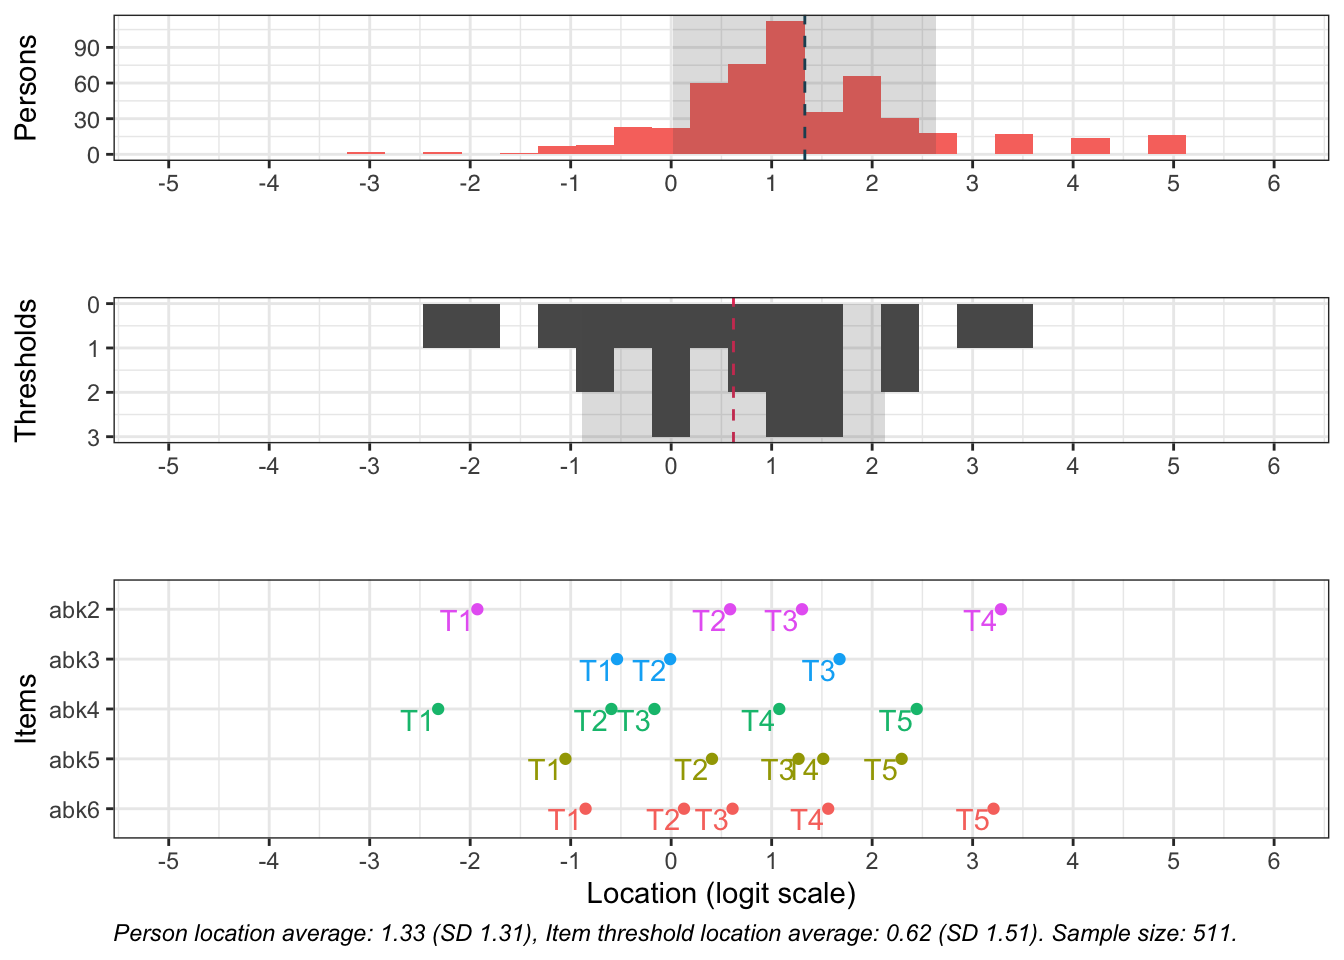 Persons
90
60
30
0
-5 -4 -3 -2 -1 0 1 2 3 4 5 6
Thresholds
0
1
2
3
-5 -4 -3 -2 -1 0 1 2 3 4 5 6
Items
abk2 T1 T2 T3 T4
abk3 T1 T2 T3
abk4 T1 T2 T3 T4 T5
abk5 T1 T2 T3 T4 T5
abk6 T1 T2 T3 T4 T5
-5 -4 -3 -2 -1 0 1 2 3 4 5 6
Location (logit scale)
Person location average: 1.33 (SD 1.31), Item threshold location average: 0.62 (SD 1.51). Sample size: 511.